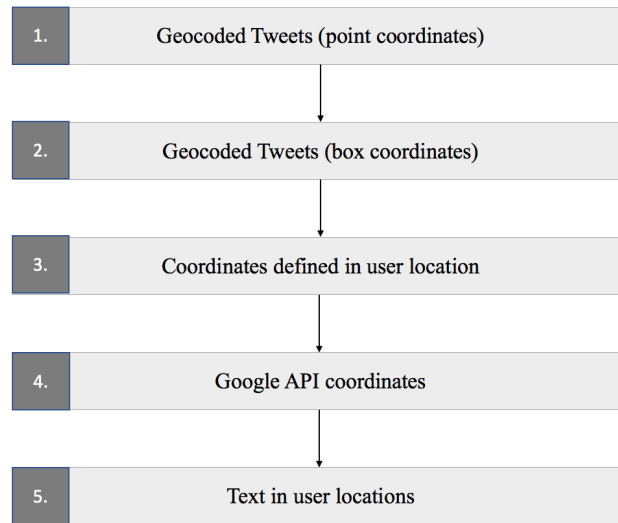 1. Geocoded Tweets (point coordinates)
2. Geocoded Tweets (box coordinates)
3. Coordinates defined in user location
4. Google API coordinates
5. Text in user locations